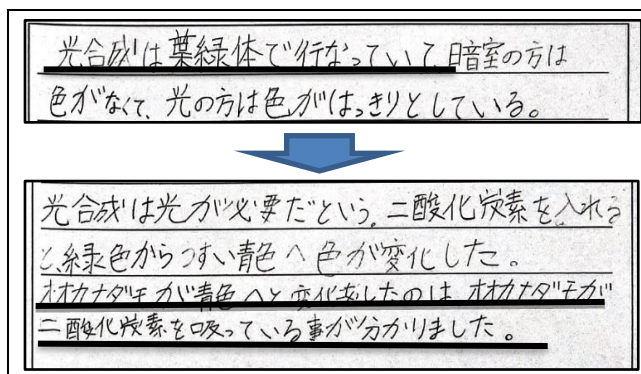 光合成は葉緑体で行なっていて、暗室の方は
色がなくて、光の方は色がはっきりとしている。
光合成は光が必要だという。二酸化炭素を入れる
と、緑色からうすい青色へ色が変化した。
オオカナダモが青色へと変化したのは、オオカナダモが
二酸化炭素を吸っている事が分かりました。